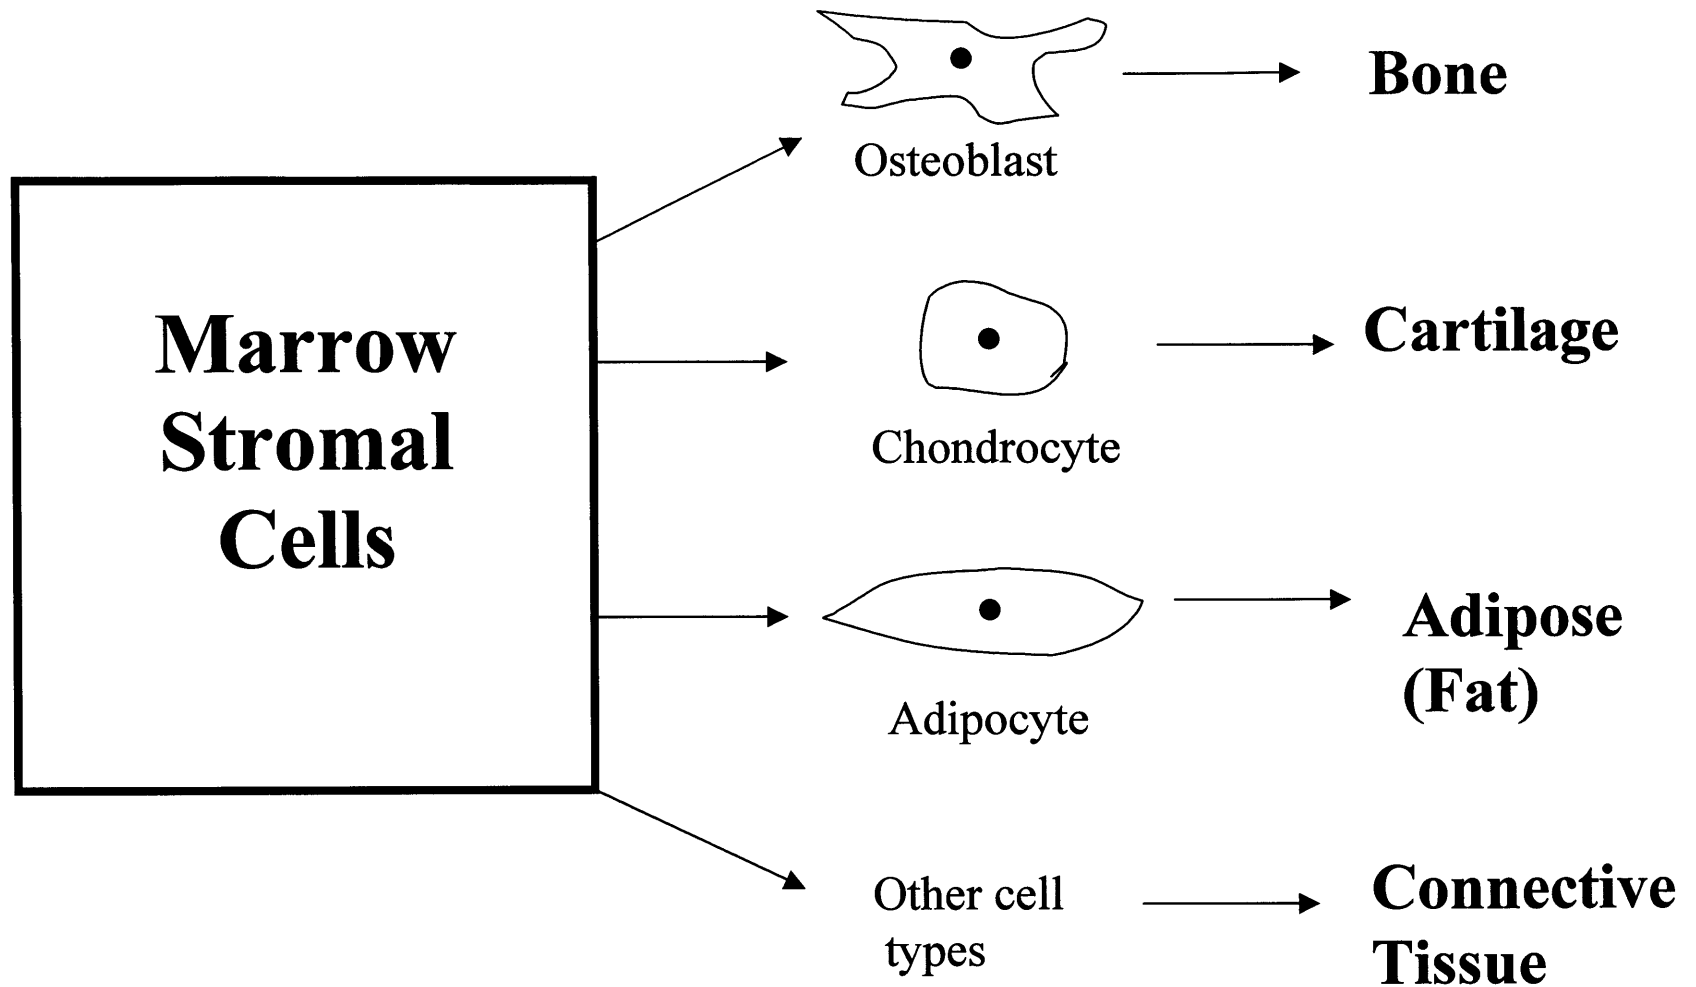 Bone
Osteoblast
Marrow
Stromal
Cells
Cartilage
Chondrocyte
Adipose
(Fat)
Adipocyte
Other cell
types
Connective
Tissue